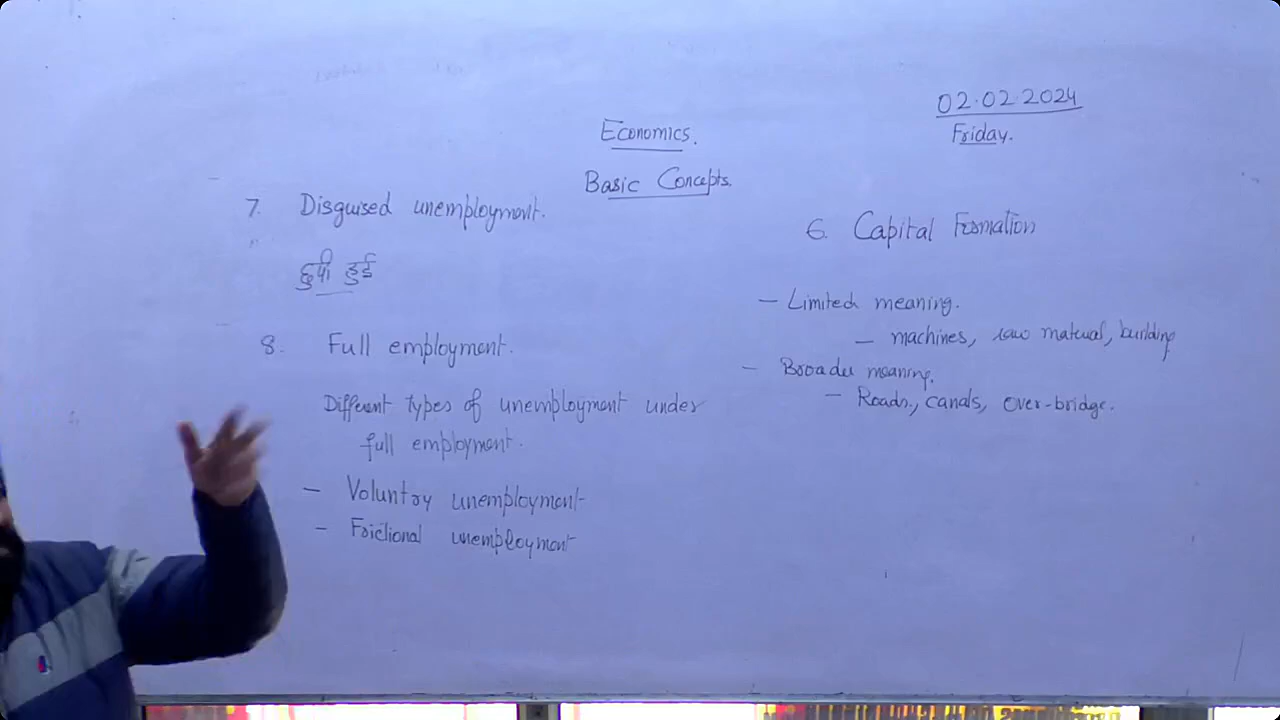 02.02.2024
Friday.
Economics.
Basic Concepts.
7. Disguised unemployment.
छुपी हुई
8. Full employment.
Different types of unemployment under
full employment.
- Voluntry unemployment
- Frictional unemployment
6. Capital Formation
- Limited meaning.
- machines, raw material, building
- Broader meaning.
- Roads, canals, over-bridge.